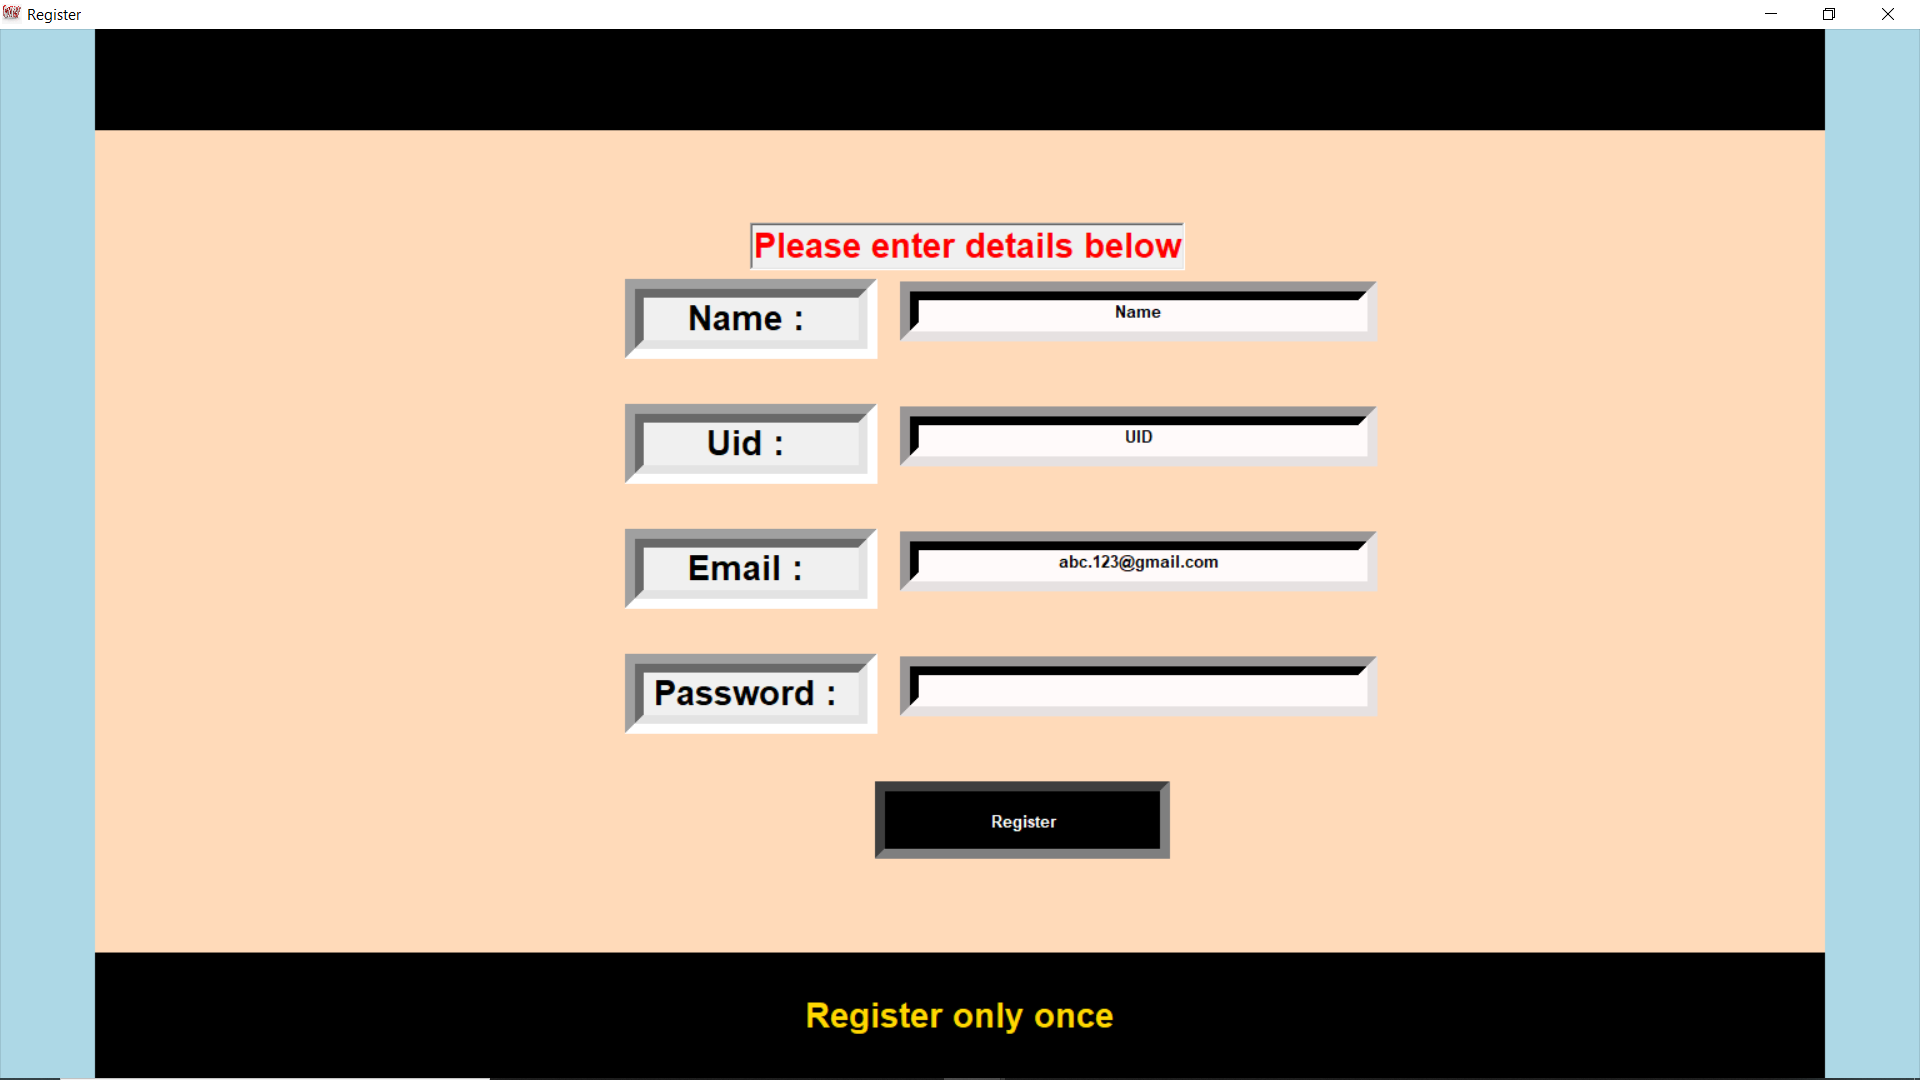 Register
Please enter details below
Name :
Name
Uid :
UID
Email :
abc.123@gmail.com
Password :
Register
Register only once